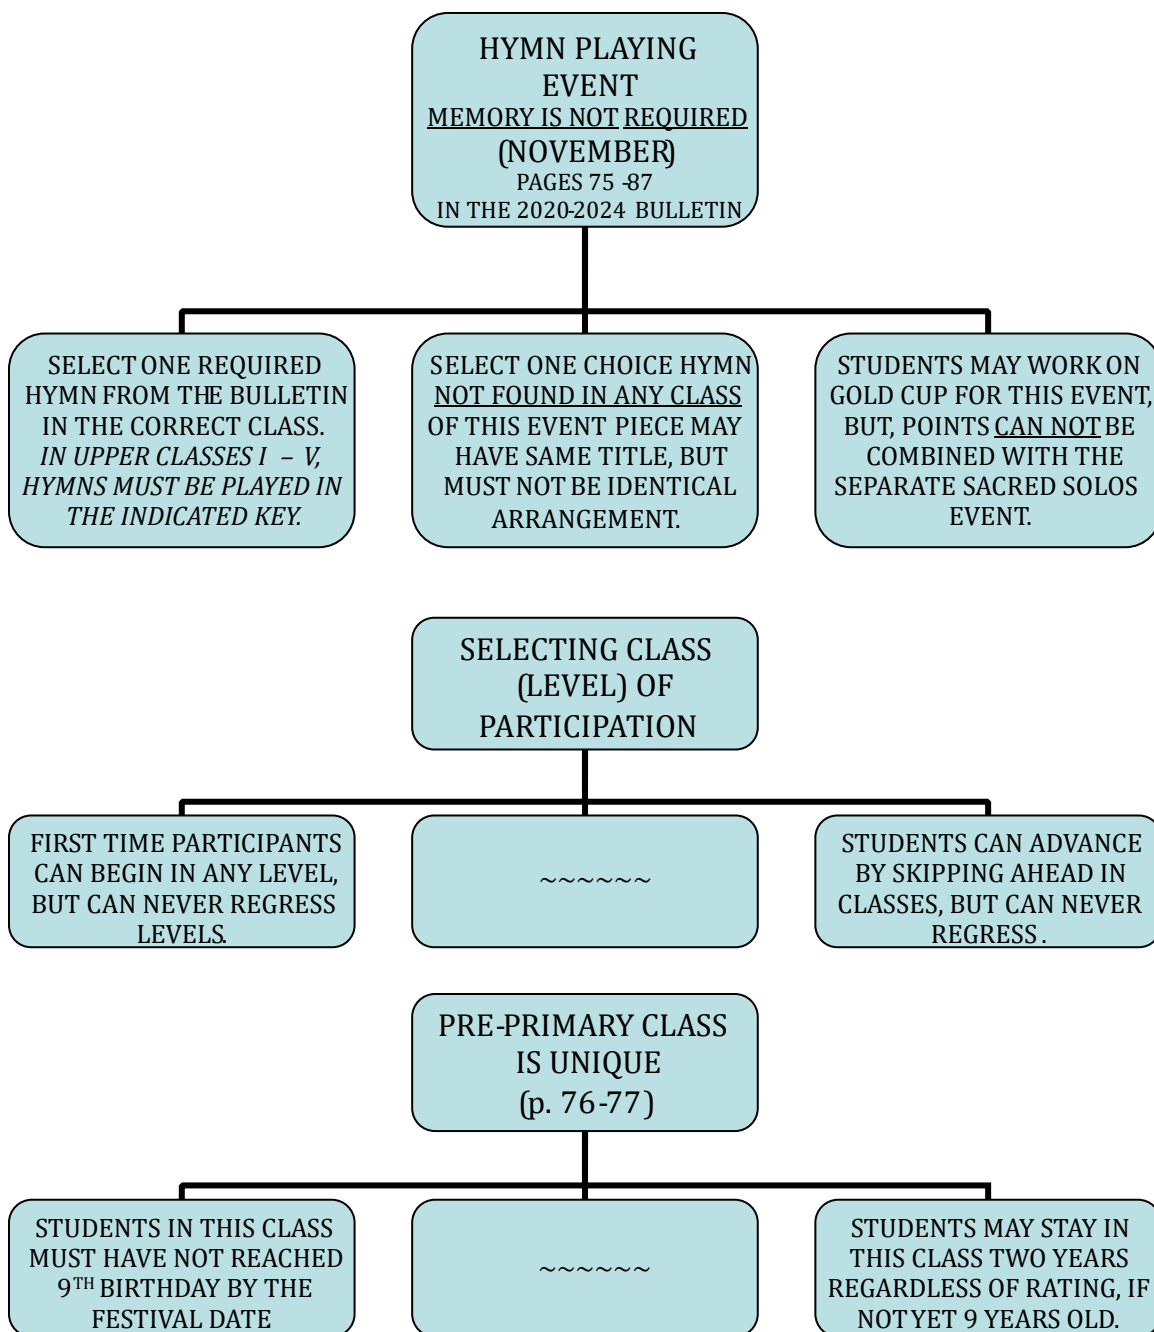 HYMN PLAYING
EVENT
MEMORY IS NOT REQUIRED
(NOVEMBER)
PAGES 75 -87
IN THE 2020-2024 BULLETIN
SELECT ONE REQUIRED
HYMN FROM THE BULLETIN
IN THE CORRECT CLASS.
IN UPPER CLASSES I – V,
HYMNS MUST BE PLAYED IN
THE INDICATED KEY.
SELECT ONE CHOICE HYMN
NOT FOUND IN ANY CLASS
OF THIS EVENT PIECE MAY
HAVE SAME TITLE, BUT
MUST NOT BE IDENTICAL
ARRANGEMENT.
STUDENTS MAY WORK ON
GOLD CUP FOR THIS EVENT,
BUT, POINTS CAN NOT BE
COMBINED WITH THE
SEPARATE SACRED SOLOS
EVENT.
SELECTING CLASS
(LEVEL) OF
PARTICIPATION
FIRST TIME PARTICIPANTS
CAN BEGIN IN ANY LEVEL,
BUT CAN NEVER REGRESS
LEVELS.
~~~~~~
STUDENTS CAN ADVANCE
BY SKIPPING AHEAD IN
CLASSES, BUT CAN NEVER
REGRESS .
PRE-PRIMARY CLASS
IS UNIQUE
(p. 76-77)
STUDENTS IN THIS CLASS
MUST HAVE NOT REACHED
9TH BIRTHDAY BY THE
FESTIVAL DATE
~~~~~~
STUDENTS MAY STAY IN
THIS CLASS TWO YEARS
REGARDLESS OF RATING, IF
NOT YET 9 YEARS OLD.